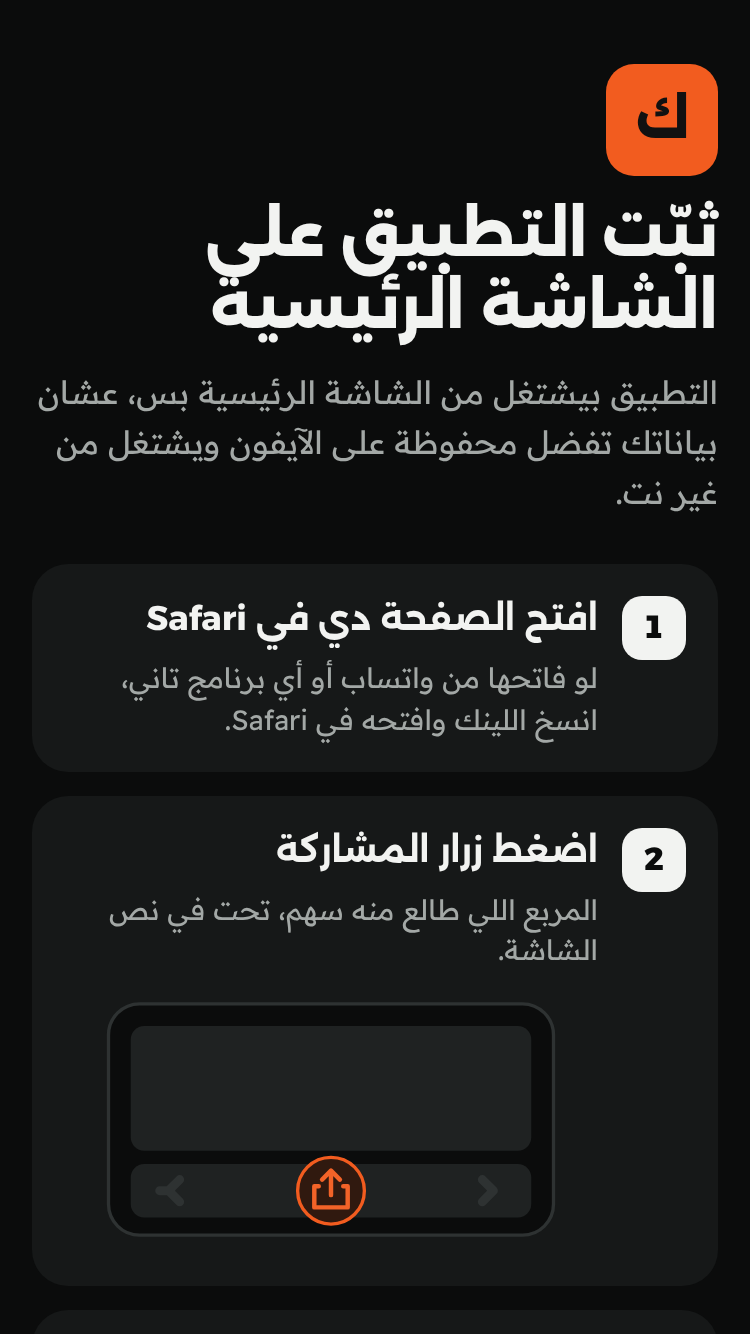 ك
ثبّت التطبيق على
الشاشة الرئيسية
التطبيق بيشتغل من الشاشة الرئيسية بس، عشان
بياناتك تفضل محفوظة على الآيفون ويشتغل من
غير نت.
1
افتح الصفحة دي في Safari
لو فاتحها من واتساب أو أي برنامج تاني،
انسخ اللينك وافتحه في Safari.
2
اضغط زرار المشاركة
المربع اللي طالع منه سهم، تحت في نص
الشاشة.